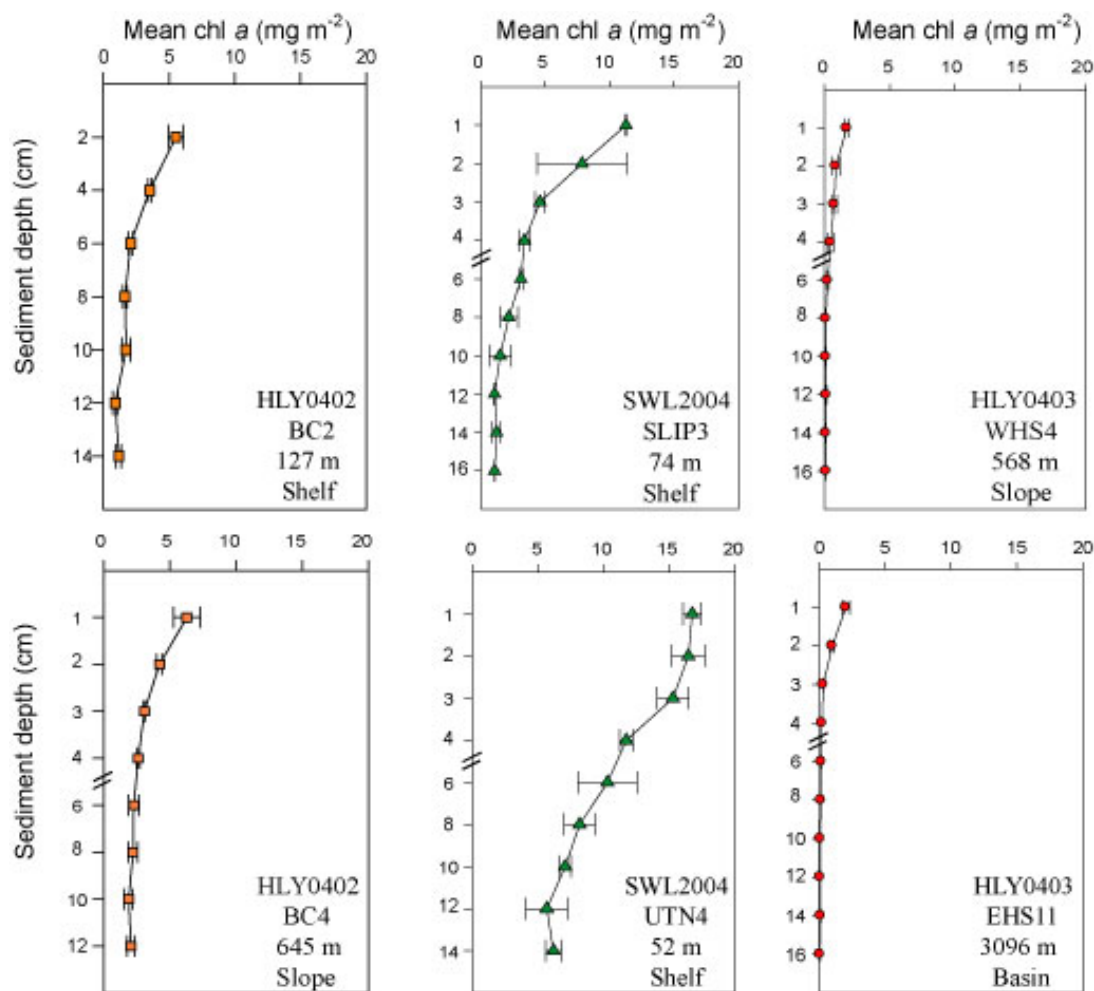 Mean chl a (mg m-2) Mean chl a (mg m-2) Mean chl a (mg m-2)
0 5 10 15 20 0 5 10 15 20 0 5 10 15 20
Sediment depth (cm)
2
4
6
8
10
12
14
HLY0402
BC2
127 m
Shelf
1
2
3
4
6
8
10
12
14
16
SWL2004
SLIP3
74 m
Shelf
1
2
3
4
6
8
10
12
14
16
HLY0403
WHS4
568 m
Slope
0 5 10 15 20 0 5 10 15 20 0 5 10 15 20
Sediment depth (cm)
1
2
3
4
6
8
10
12
HLY0402
BC4
645 m
Slope
1
2
3
4
6
8
10
12
14
SWL2004
UTN4
52 m
Shelf
1
2
3
4
6
8
10
12
14
16
HLY0403
EHS11
3096 m
Basin